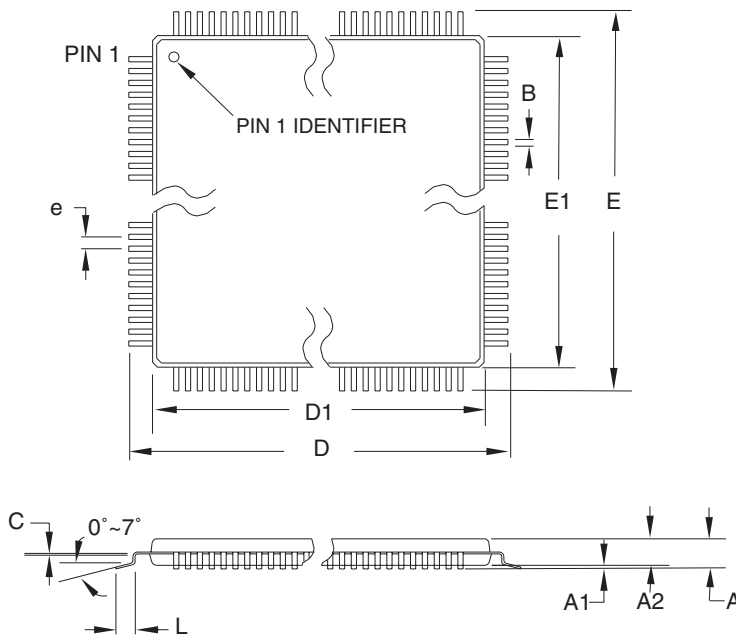 PIN 1
PIN 1 IDENTIFIER
B
e
E1
E
D1
D
C
0°~7°
L
A1
A2
A